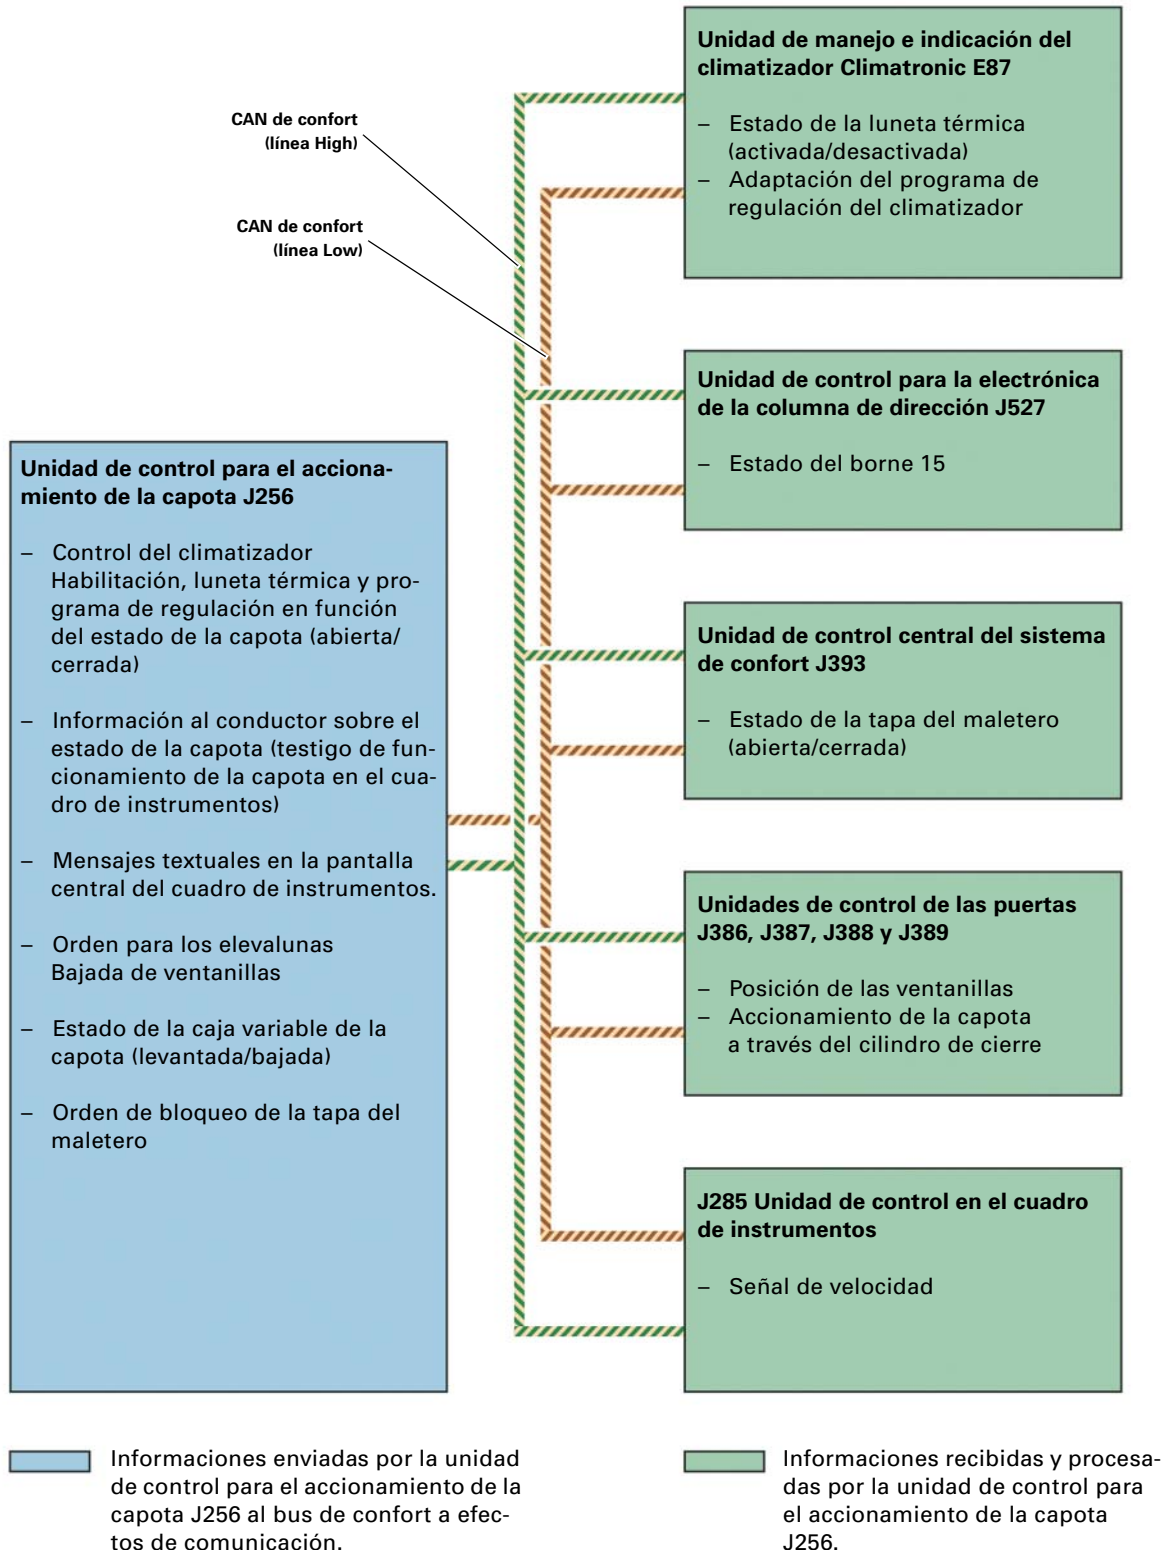 Unidad de manejo e indicación del
climatizador Climatronic E87
– Estado de la luneta térmica
(activada/desactivada)
– Adaptación del programa de
regulación del climatizador
CAN de confort
(línea High)
CAN de confort
(línea Low)
Unidad de control para la electrónica
de la columna de dirección J527
– Estado del borne 15
Unidad de control para el acciona-
miento de la capota J256
– Control del climatizador
Habilitación, luneta térmica y pro-
grama de regulación en función
del estado de la capota (abierta/
cerrada)
– Información al conductor sobre el
estado de la capota (testigo de fun-
cionamiento de la capota en el cua-
dro de instrumentos)
– Mensajes textuales en la pantalla
central del cuadro de instrumentos.
– Orden para los elevalunas
Bajada de ventanillas
– Estado de la caja variable de la
capota (levantada/bajada)
– Orden de bloqueo de la tapa del
maletero
Unidad de control central del sistema
de confort J393
– Estado de la tapa del maletero
(abierta/cerrada)
Unidades de control de las puertas
J386, J387, J388 y J389
– Posición de las ventanillas
– Accionamiento de la capota
a través del cilindro de cierre
J285 Unidad de control en el cuadro
de instrumentos
– Señal de velocidad
Informaciones enviadas por la unidad
de control para el accionamiento de la
capota J256 al bus de confort a efec-
tos de comunicación.
Informaciones recibidas y procesa-
das por la unidad de control para
el accionamiento de la capota
J256.